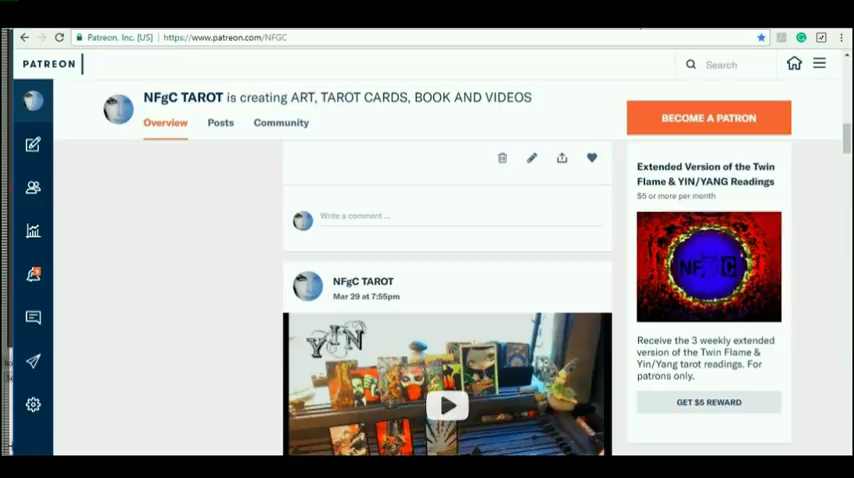 Patreon, Inc. [US]
https://www.patreon.com/NFGC
PATREON
Search
NFgC TAROT is creating ART, TAROT CARDS, BOOK AND VIDEOS
Overview
Posts
Community
BECOME A PATRON
Write a comment ...
NFgC TAROT
Mar 29 at 7:55pm
YIN
Extended Version of the Twin
Flame & YIN/YANG Readings
$5 or more per month
NFGC
Receive the 3 weekly extended
version of the Twin Flame &
Yin/Yang tarot readings. For
patrons only.
GET $5 REWARD